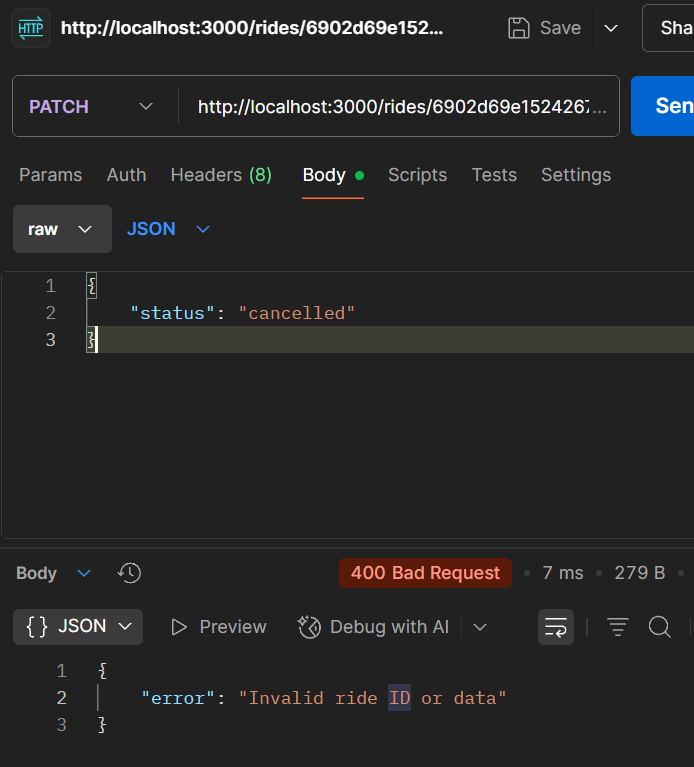 HTTP http://localhost:3000/rides/6902d69e152... Save Sha
PATCH http://localhost:3000/rides/6902d69e1524267... Sen
Params Auth Headers (8) Body Scripts Tests Settings
raw JSON
1 {
2 "status": "cancelled"
3 }
Body 400 Bad Request • 7 ms • 279 B •
{} JSON Preview Debug with AI
1 {
2 "error": "Invalid ride ID or data"
3 }